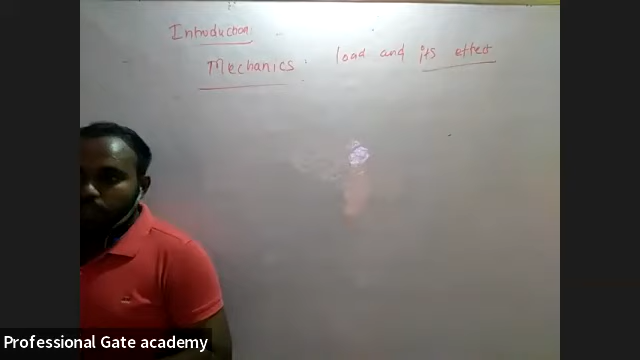 Introduction
Mechanics : load and its effect
Professional Gate academy